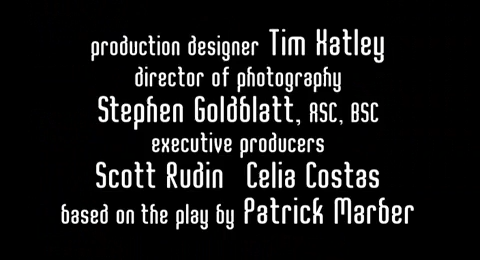 production designer Tim Hatley
director of photography
Stephen Goldblatt, ASC, BSC
executive producers
Scott Rudin Celia Costas
based on the play by Patrick Marber